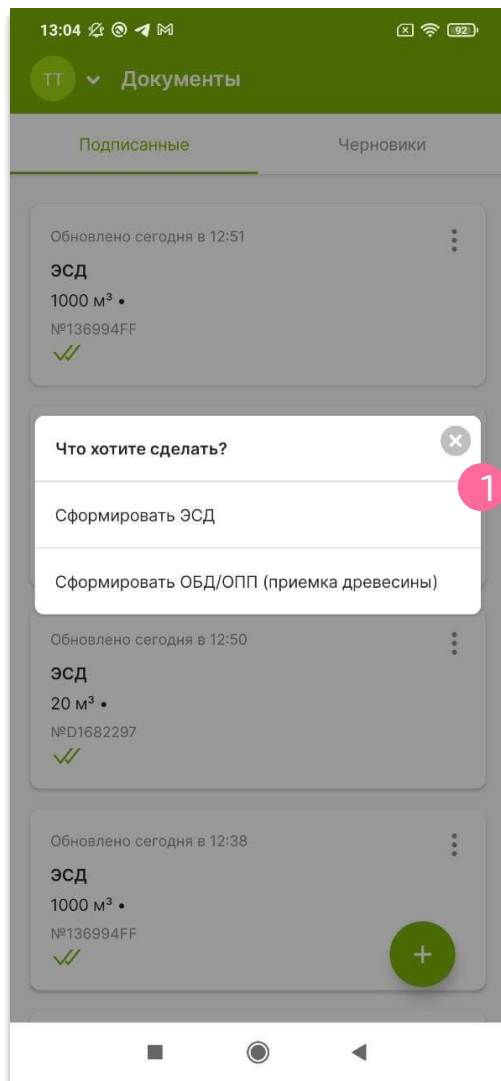 13:04
92
ТТ
Документы
Подписанные
Черновики
Обновлено сегодня в 12:51
ЭСД
1000 м³ •
№136994FF
Что хотите сделать?
1
Сформировать ЭСД
Сформировать ОБД/ОПП (приемка древесины)
Обновлено сегодня в 12:50
ЭСД
20 м³ •
№D1682297
Обновлено сегодня в 12:38
ЭСД
1000 м³ •
№136994FF
+